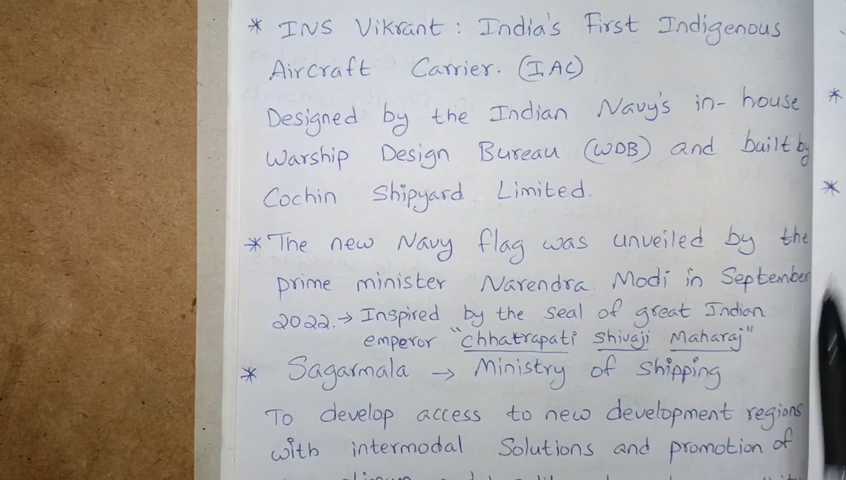 * INS Vikrant : India's First Indigenous
Aircraft Carrier. (IAC)
Designed by the Indian Navy's in-house
Warship Design Bureau (WDB) and built by
Cochin Shipyard Limited.
* The new Navy flag was unveiled by the
prime minister Narendra Modi in September
2022.→ Inspired by the seal of great Indian
emperor "Chhatrapati Shivaji Maharaj"
* Sagarmala → Ministry of Shipping
To develop access to new development regions
with intermodal Solutions and promotion of